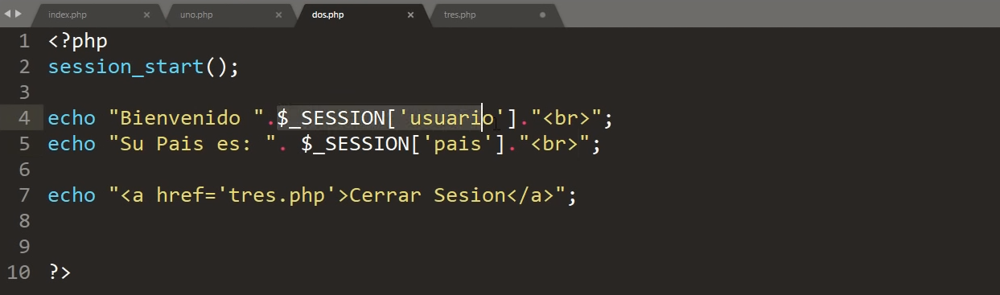 index.php × uno.php × dos.php × tres.php
1 <?php
2 session_start();
3
4 echo "Bienvenido ".$_SESSION['usuario']."<br>";
5 echo "Su Pais es: ". $_SESSION['pais']."<br>";
6
7 echo "<a href='tres.php'>Cerrar Sesion</a>";
8
9
10 ?>